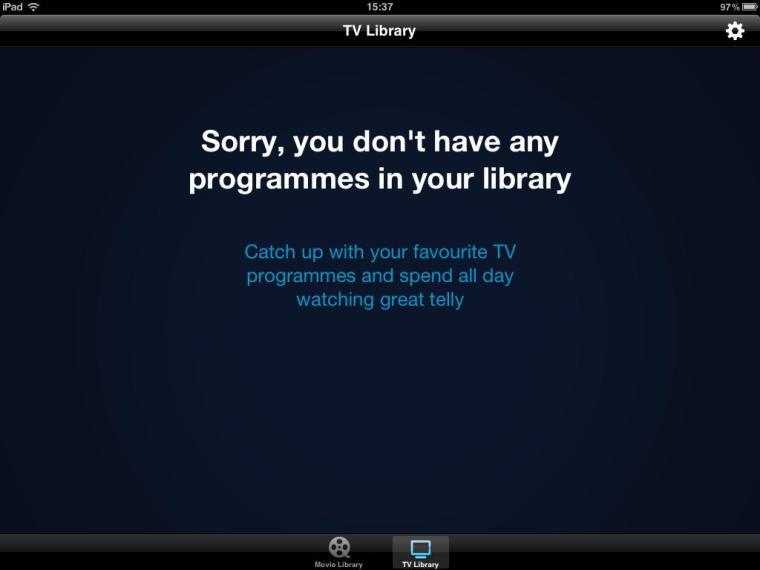 iPad 15:37 97%
TV Library
Sorry, you don't have any
programmes in your library
Catch up with your favourite TV
programmes and spend all day
watching great telly
Movie Library TV Library